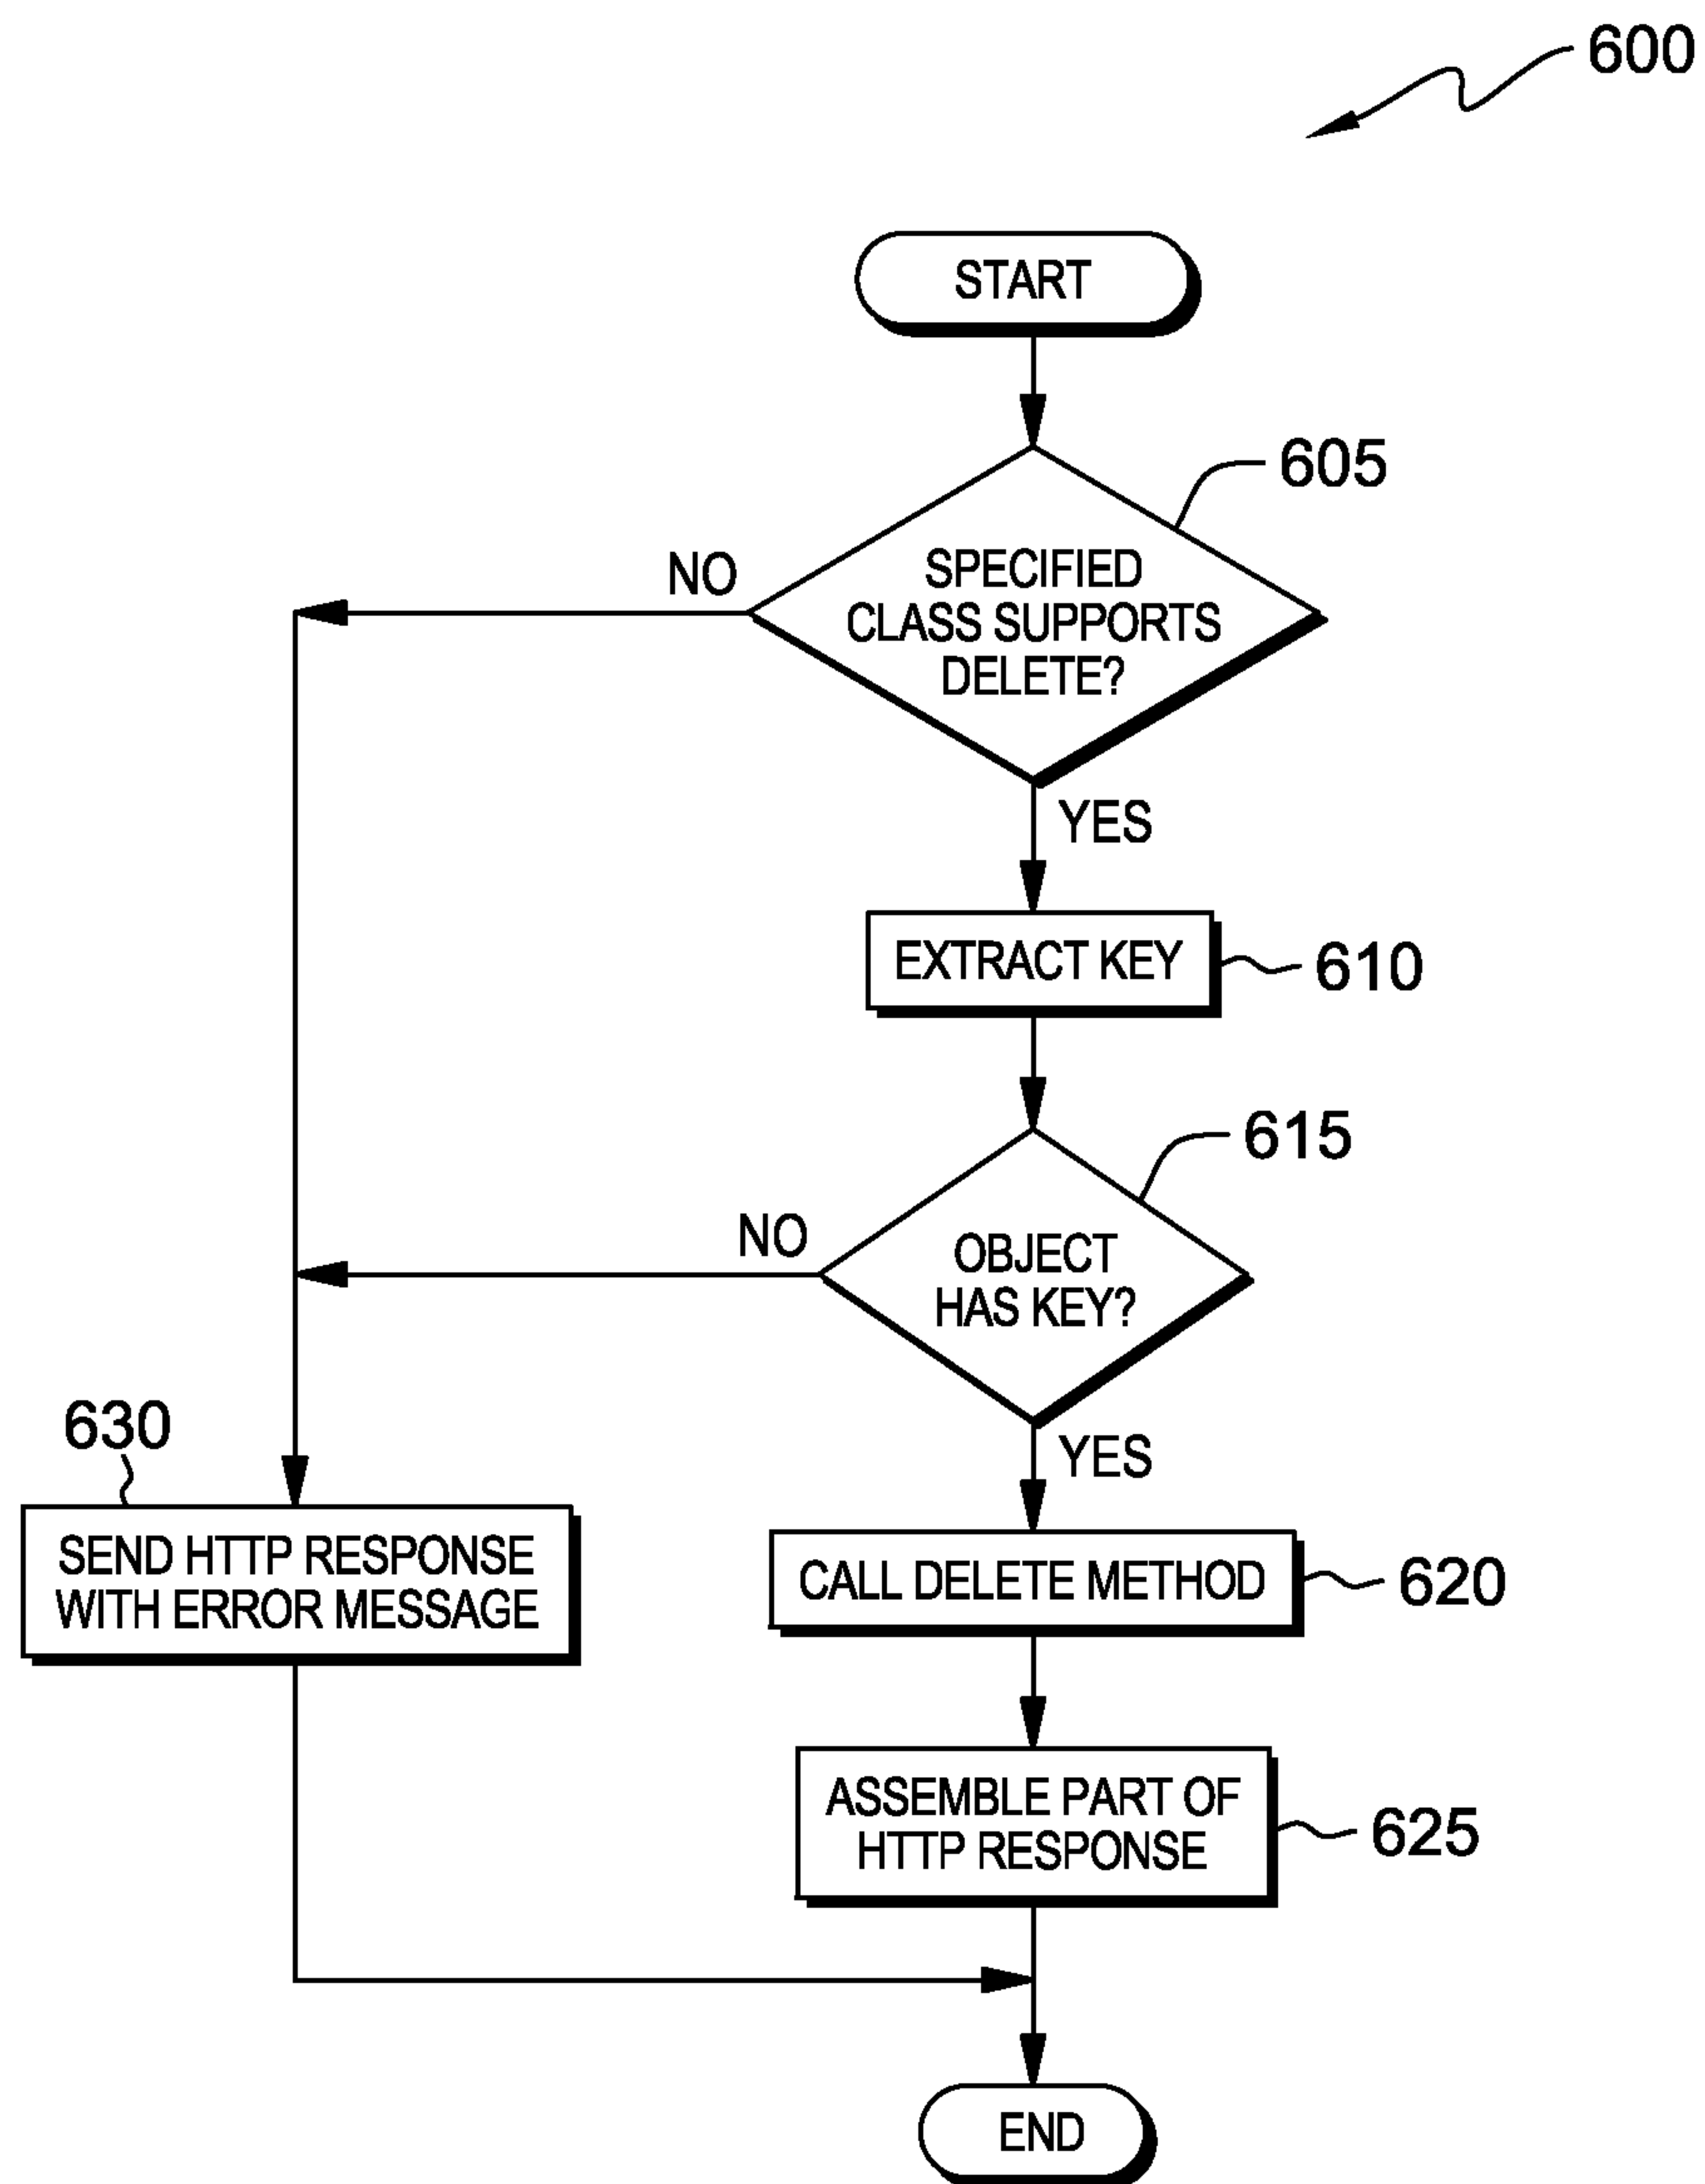 600
START
605
SPECIFIED
CLASS SUPPORTS
DELETE?
NO
YES
EXTRACT KEY
610
615
OBJECT
HAS KEY?
NO
YES
630
SEND HTTP RESPONSE
WITH ERROR MESSAGE
CALL DELETE METHOD
620
ASSEMBLE PART OF
HTTP RESPONSE
625
END